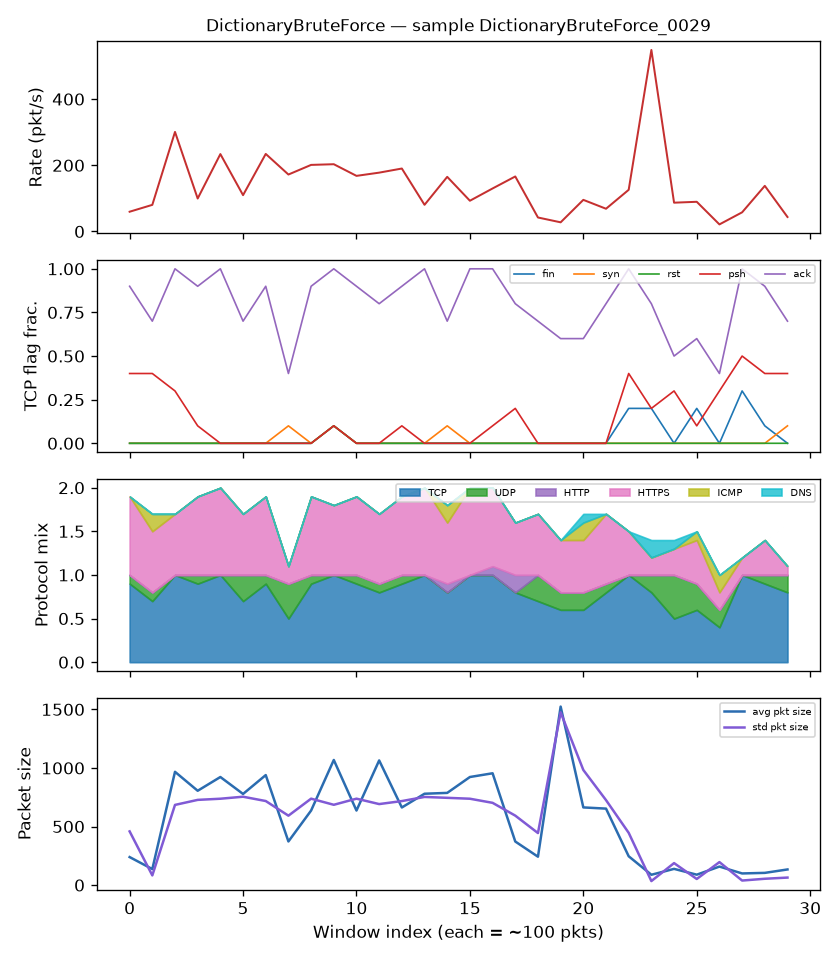 DictionaryBruteForce — sample DictionaryBruteForce_0029
Rate (pkt/s)
400
200
0
TCP flag frac.
1.00
0.75
0.50
0.25
0.00
fin syn rst psh ack
Protocol mix
2.0
1.5
1.0
0.5
0.0
TCP UDP HTTP HTTPS ICMP DNS
Packet size
1500
1000
500
0
avg pkt size
std pkt size
0 5 10 15 20 25 30
Window index (each = ~100 pkts)